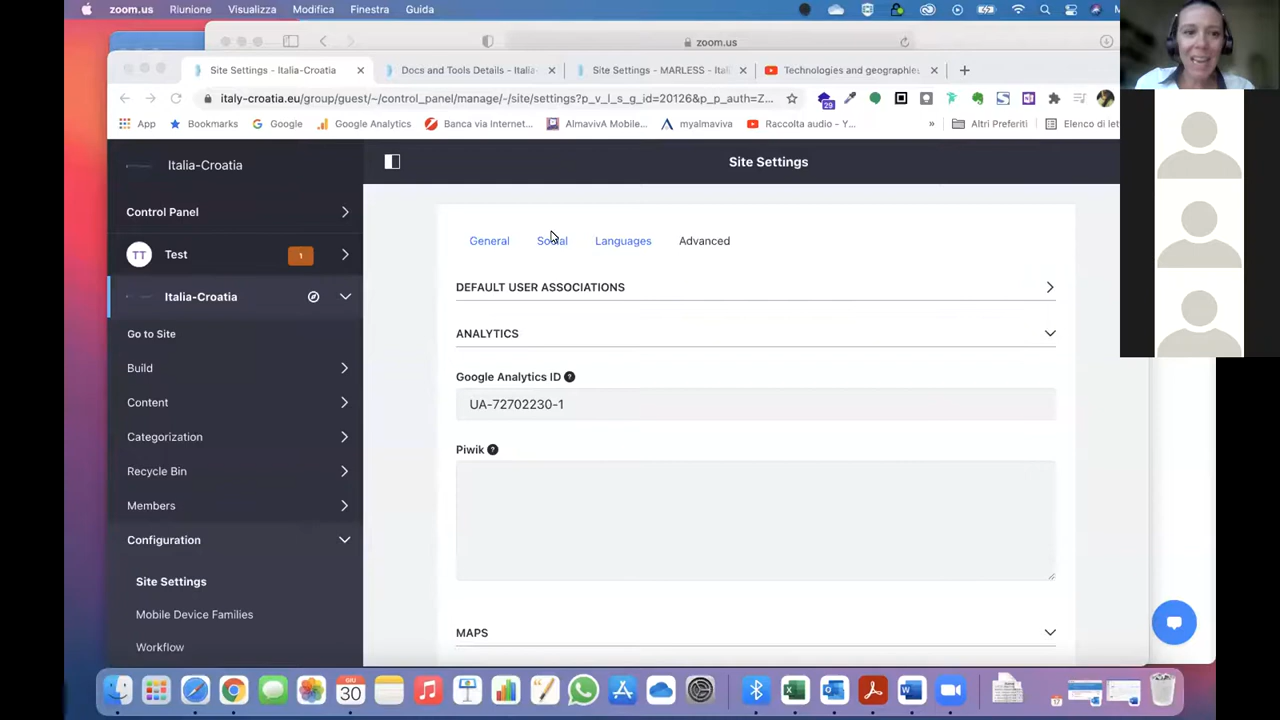 zoom.us Riunione Visualizza Modifica Finestra Guida
zoom.us
Site Settings - Italia-Croatia
Docs and Tools Details - Italia-
Site Settings - MARLESS - Ital
Technologies and geographie
italy-croatia.eu/group/guest/~/control_panel/manage/-/site/settings?p_v_l_s_g_id=20126&p_p_auth=Z...
29
App Bookmarks Google Google Analytics Banca via Internet... AlmavivA Mobile... myalmaviva Raccolta audio - Y... » Altri Preferiti Elenco di let
Italia-Croatia
Site Settings
Control Panel
TT Test 1
Italia-Croatia
Go to Site
Build
Content
Categorization
Recycle Bin
Members
Configuration
Site Settings
Mobile Device Families
Workflow
General Social Languages Advanced
DEFAULT USER ASSOCIATIONS
ANALYTICS
Google Analytics ID ?
UA-72702230-1
Piwik ?
MAPS
GIU
30
17